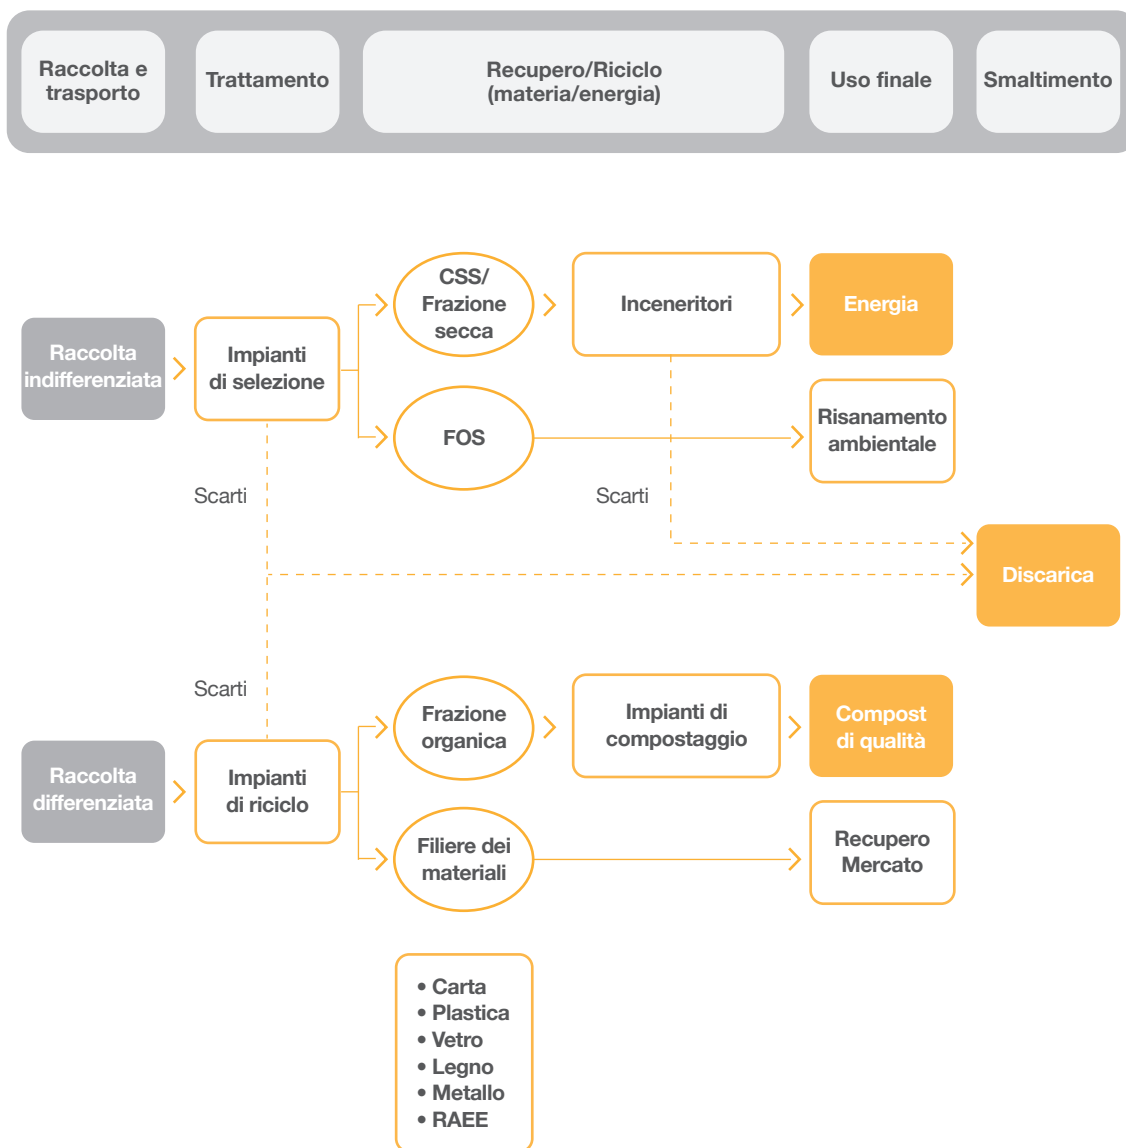 Raccolta e
trasporto
Trattamento
Recupero/Riciclo
(materia/energia)
Uso finale
Smaltimento
CSS/
Frazione
secca
Inceneritori
Energia
Raccolta
indifferenziata
Impianti
di selezione
FOS
Risanamento
ambientale
Scarti
Scarti
Discarica
Scarti
Frazione
organica
Impianti di
compostaggio
Compost
di qualità
Raccolta
differenziata
Impianti
di riciclo
Filiere dei
materiali
Recupero
Mercato
• Carta
• Plastica
• Vetro
• Legno
• Metallo
• RAEE